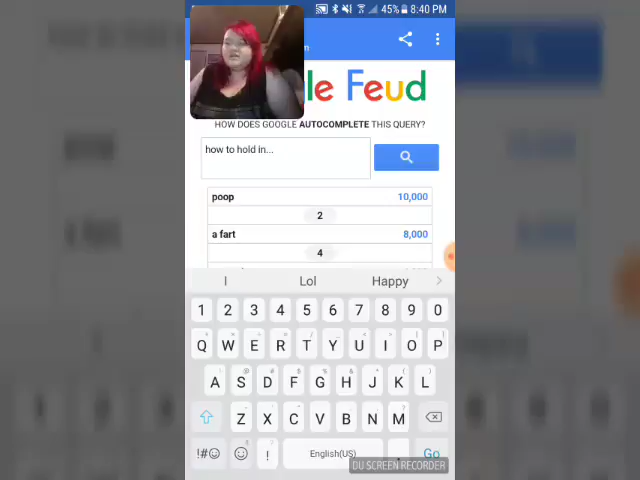 45% 8:40 PM
m
le Feud
HOW DOES GOOGLE AUTOCOMPLETE THIS QUERY?
how to hold in...
poop 10,000
2
a fart 8,000
4
I Lol Happy
1 2 3 4 5 6 7 8 9 0
Q W E R T Y U I O P
A S D F G H J K L
Z X C V B N M
!#☺ ! English(US) . Go
DU SCREEN RECORDER